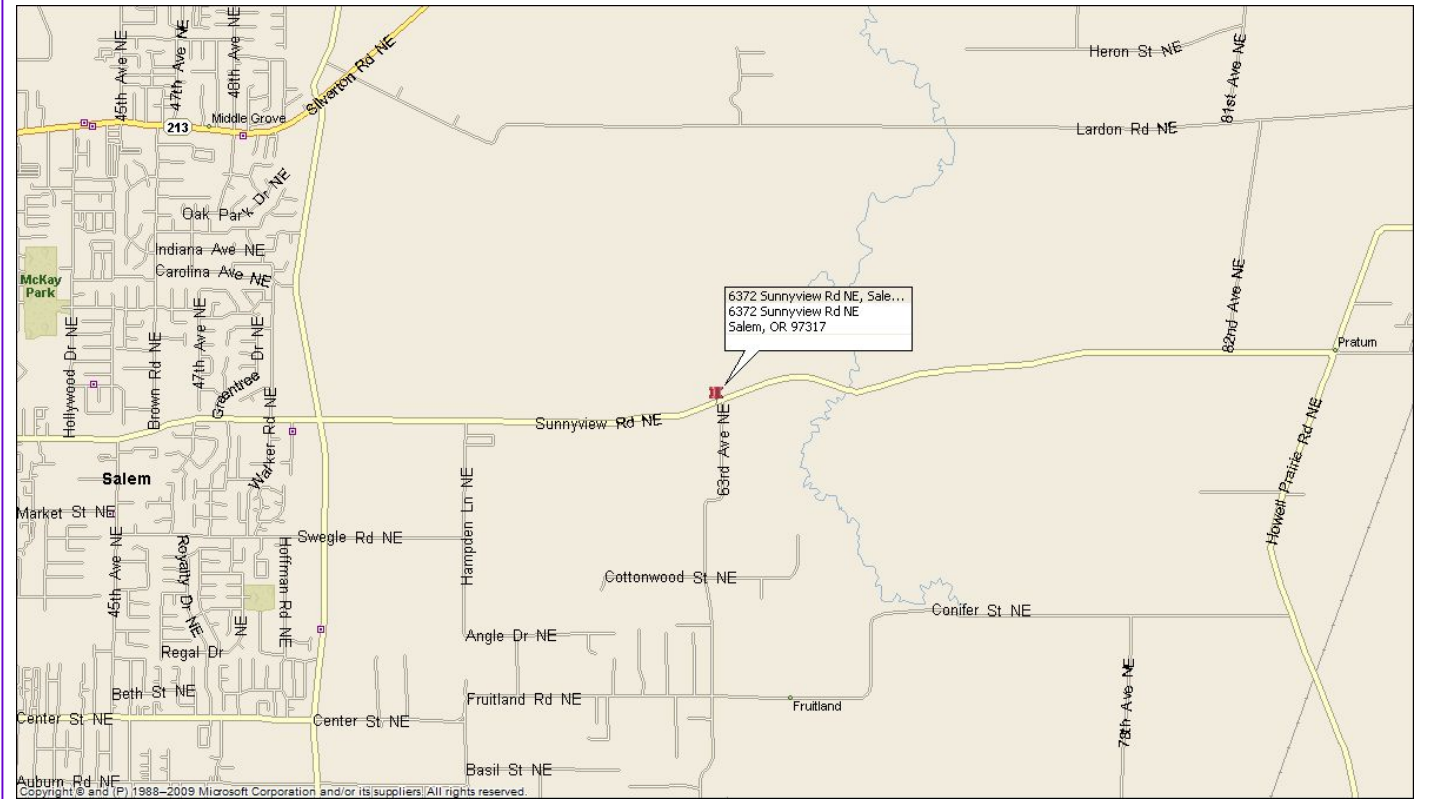 45th Ave NE
47th Ave NE
48th Ave NE
Silverton Rd NE
Heron St NE
81st Ave NE
Middle Grove
213
Lardon Rd NE
Oak Park Dr NE
Indiana Ave NE
Carolina Ave NE
McKay
Park
6372 Sunnyview Rd NE, Sale...
6372 Sunnyview Rd NE
Salem, OR 97317
82nd Ave NE
Pratum
Hollywood Dr NE
Brown Rd NE
47th Ave NE
Greentree Dr NE
Walker Rd NE
Sunnyview Rd NE
63rd Ave NE
Howell Prairie Rd NE
Salem
Market St NE
Hampden Ln NE
Swegle Rd NE
45th Ave NE
Royalty Dr NE
Hoffman Rd NE
NE
Cottonwood St NE
Conifer St NE
Angle Dr NE
Regal Dr
Beth St NE
Fruitland Rd NE
Fruitland
78th Ave NE
Center St NE
Center St NE
Basil St NE
Auburn Rd NE
Copyright © and (P) 1988–2009 Microsoft Corporation and/or its suppliers. All rights reserved.